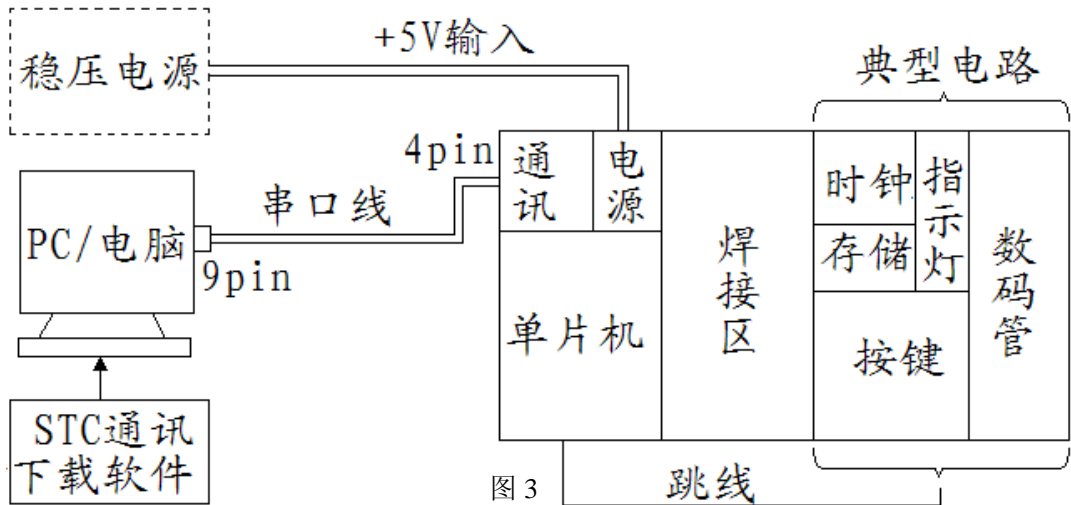 +5V输入
稳压电源
典型电路
4pin
通讯
电源
时钟
指示灯
串口线
PC/电脑
9pin
焊接区
存储
数码管
单片机
按键
STC通讯
下载软件
图 3
跳线